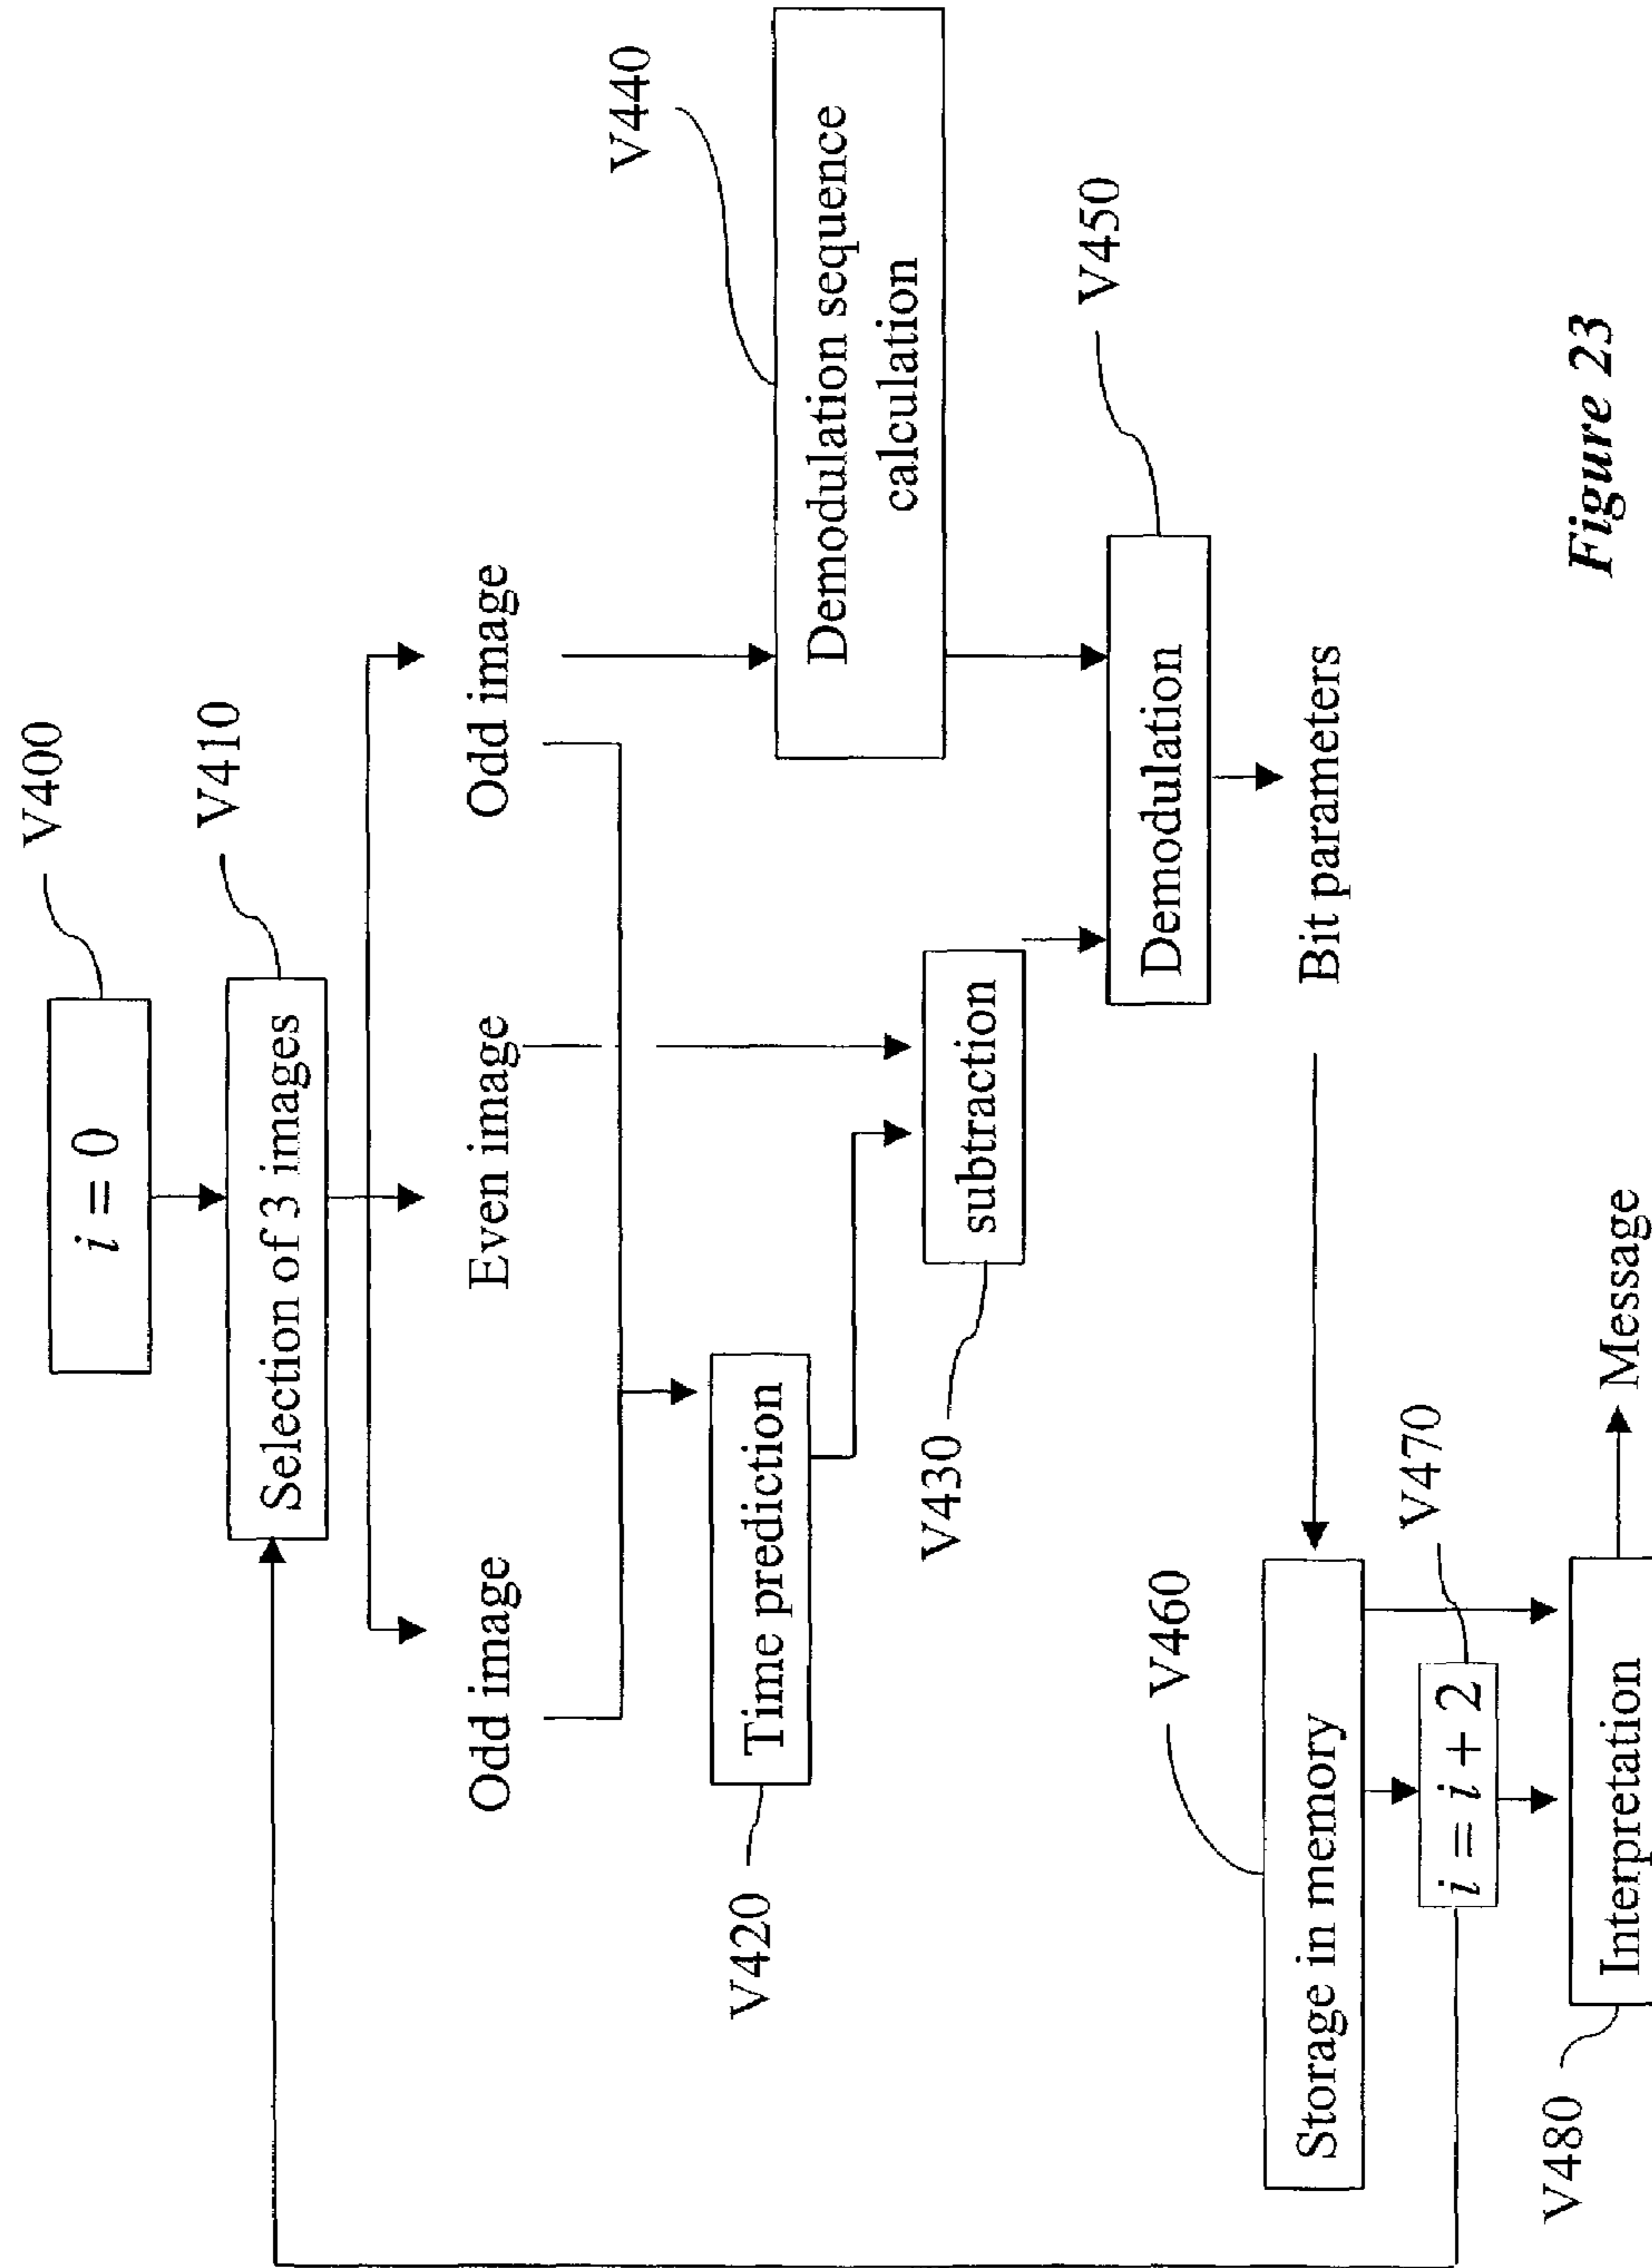 V400
i = 0
V410
Selection of 3 images
Odd image
Even image
Odd image
V440
Time prediction
Demodulation sequence
calculation
V420
subtraction
V430
V450
Demodulation
Bit parameters
V460
Storage in memory
V470
i = i + 2
Interpretation
Message
V480
Figure 23